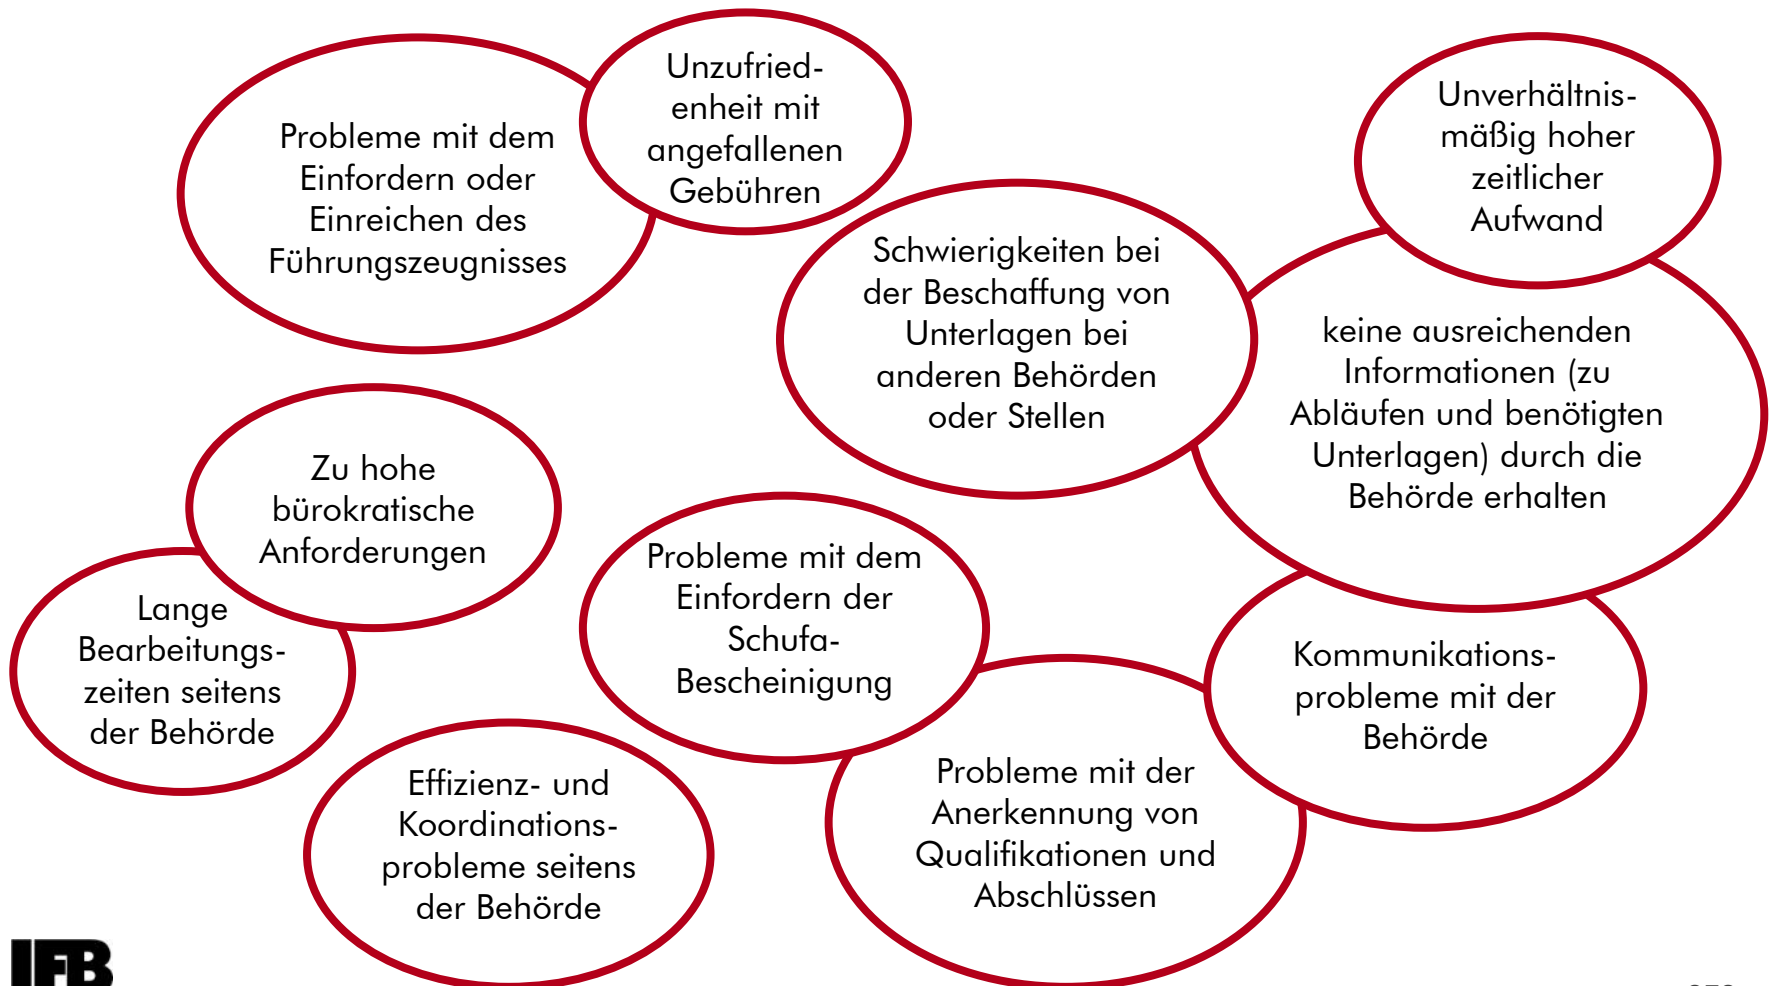 Unzufried-
enheit mit
angefallenen
Gebühren
Probleme mit dem
Einfordern oder
Einreichen des
Führungszeugnisses
Unverhältnis-
mäßig hoher
zeitlicher
Aufwand
Schwierigkeiten bei
der Beschaffung von
Unterlagen bei
anderen Behörden
oder Stellen
keine ausreichenden
Informationen (zu
Abläufen und benötigten
Unterlagen) durch die
Behörde erhalten
Zu hohe
bürokratische
Anforderungen
Lange
Bearbeitungs-
zeiten seitens
der Behörde
Probleme mit dem
Einfordern der
Schufa-
Bescheinigung
Kommunikations-
probleme mit der
Behörde
Effizienz- und
Koordinations-
probleme seitens
der Behörde
Probleme mit der
Anerkennung von
Qualifikationen und
Abschlüssen
IFB